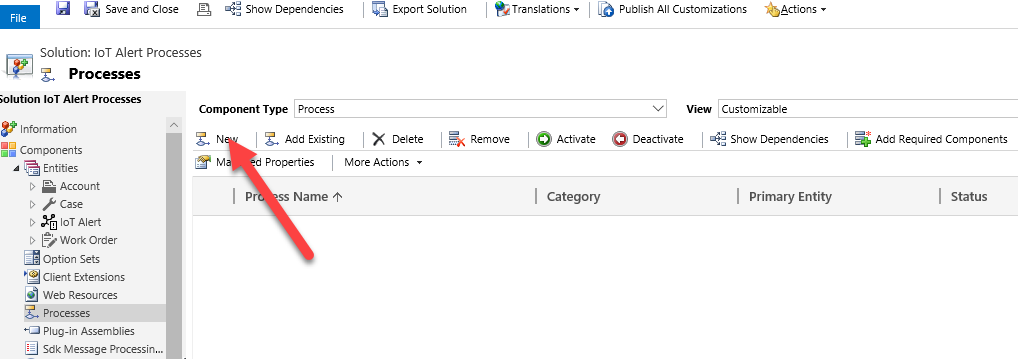 File
Save and Close
Show Dependencies
Export Solution
Translations
Publish All Customizations
Actions
Solution: IoT Alert Processes
Processes
Solution IoT Alert Processes
Information
Components
Entities
Account
Case
IoT Alert
Work Order
Option Sets
Client Extensions
Web Resources
Processes
Plug-in Assemblies
Sdk Message Processin...
Component Type
Process
View
Customizable
New
Add Existing
Delete
Remove
Activate
Deactivate
Show Dependencies
Add Required Components
Properties
More Actions
Name
Category
Primary Entity
Status